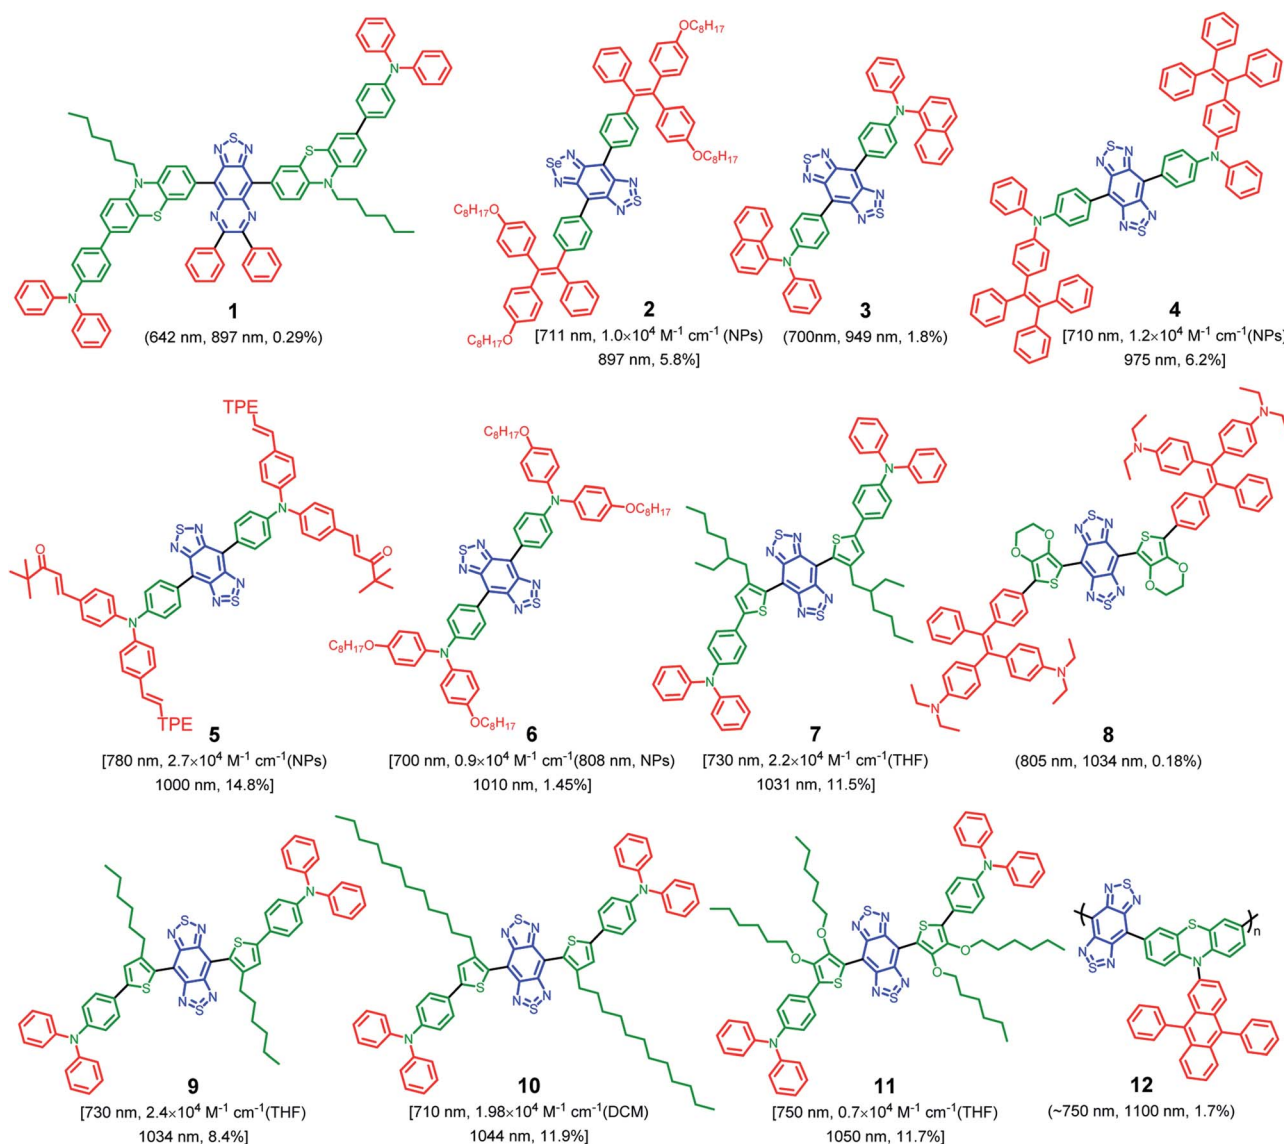 1
(642 nm, 897 nm, 0.29%)
2
[711 nm, 1.0×10⁴ M⁻¹ cm⁻¹ (NPs)
897 nm, 5.8%]
3
(700nm, 949 nm, 1.8%)
4
[710 nm, 1.2×10⁴ M⁻¹ cm⁻¹(NPs)
975 nm, 6.2%]
TPE
TPE
5
[780 nm, 2.7×10⁴ M⁻¹ cm⁻¹(NPs)
1000 nm, 14.8%]
C₈H₁₇O
OC₈H₁₇
C₈H₁₇O
OC₈H₁₇
6
[700 nm, 0.9×10⁴ M⁻¹ cm⁻¹(808 nm, NPs)
1010 nm, 1.45%]
7
[730 nm, 2.2×10⁴ M⁻¹ cm⁻¹(THF)
1031 nm, 11.5%]
8
(805 nm, 1034 nm, 0.18%)
9
[730 nm, 2.4×10⁴ M⁻¹ cm⁻¹(THF)
1034 nm, 8.4%]
10
[710 nm, 1.98×10⁴ M⁻¹ cm⁻¹(DCM)
1044 nm, 11.9%]
11
[750 nm, 0.7×10⁴ M⁻¹ cm⁻¹(THF)
1050 nm, 11.7%]
n
12
(~750 nm, 1100 nm, 1.7%)